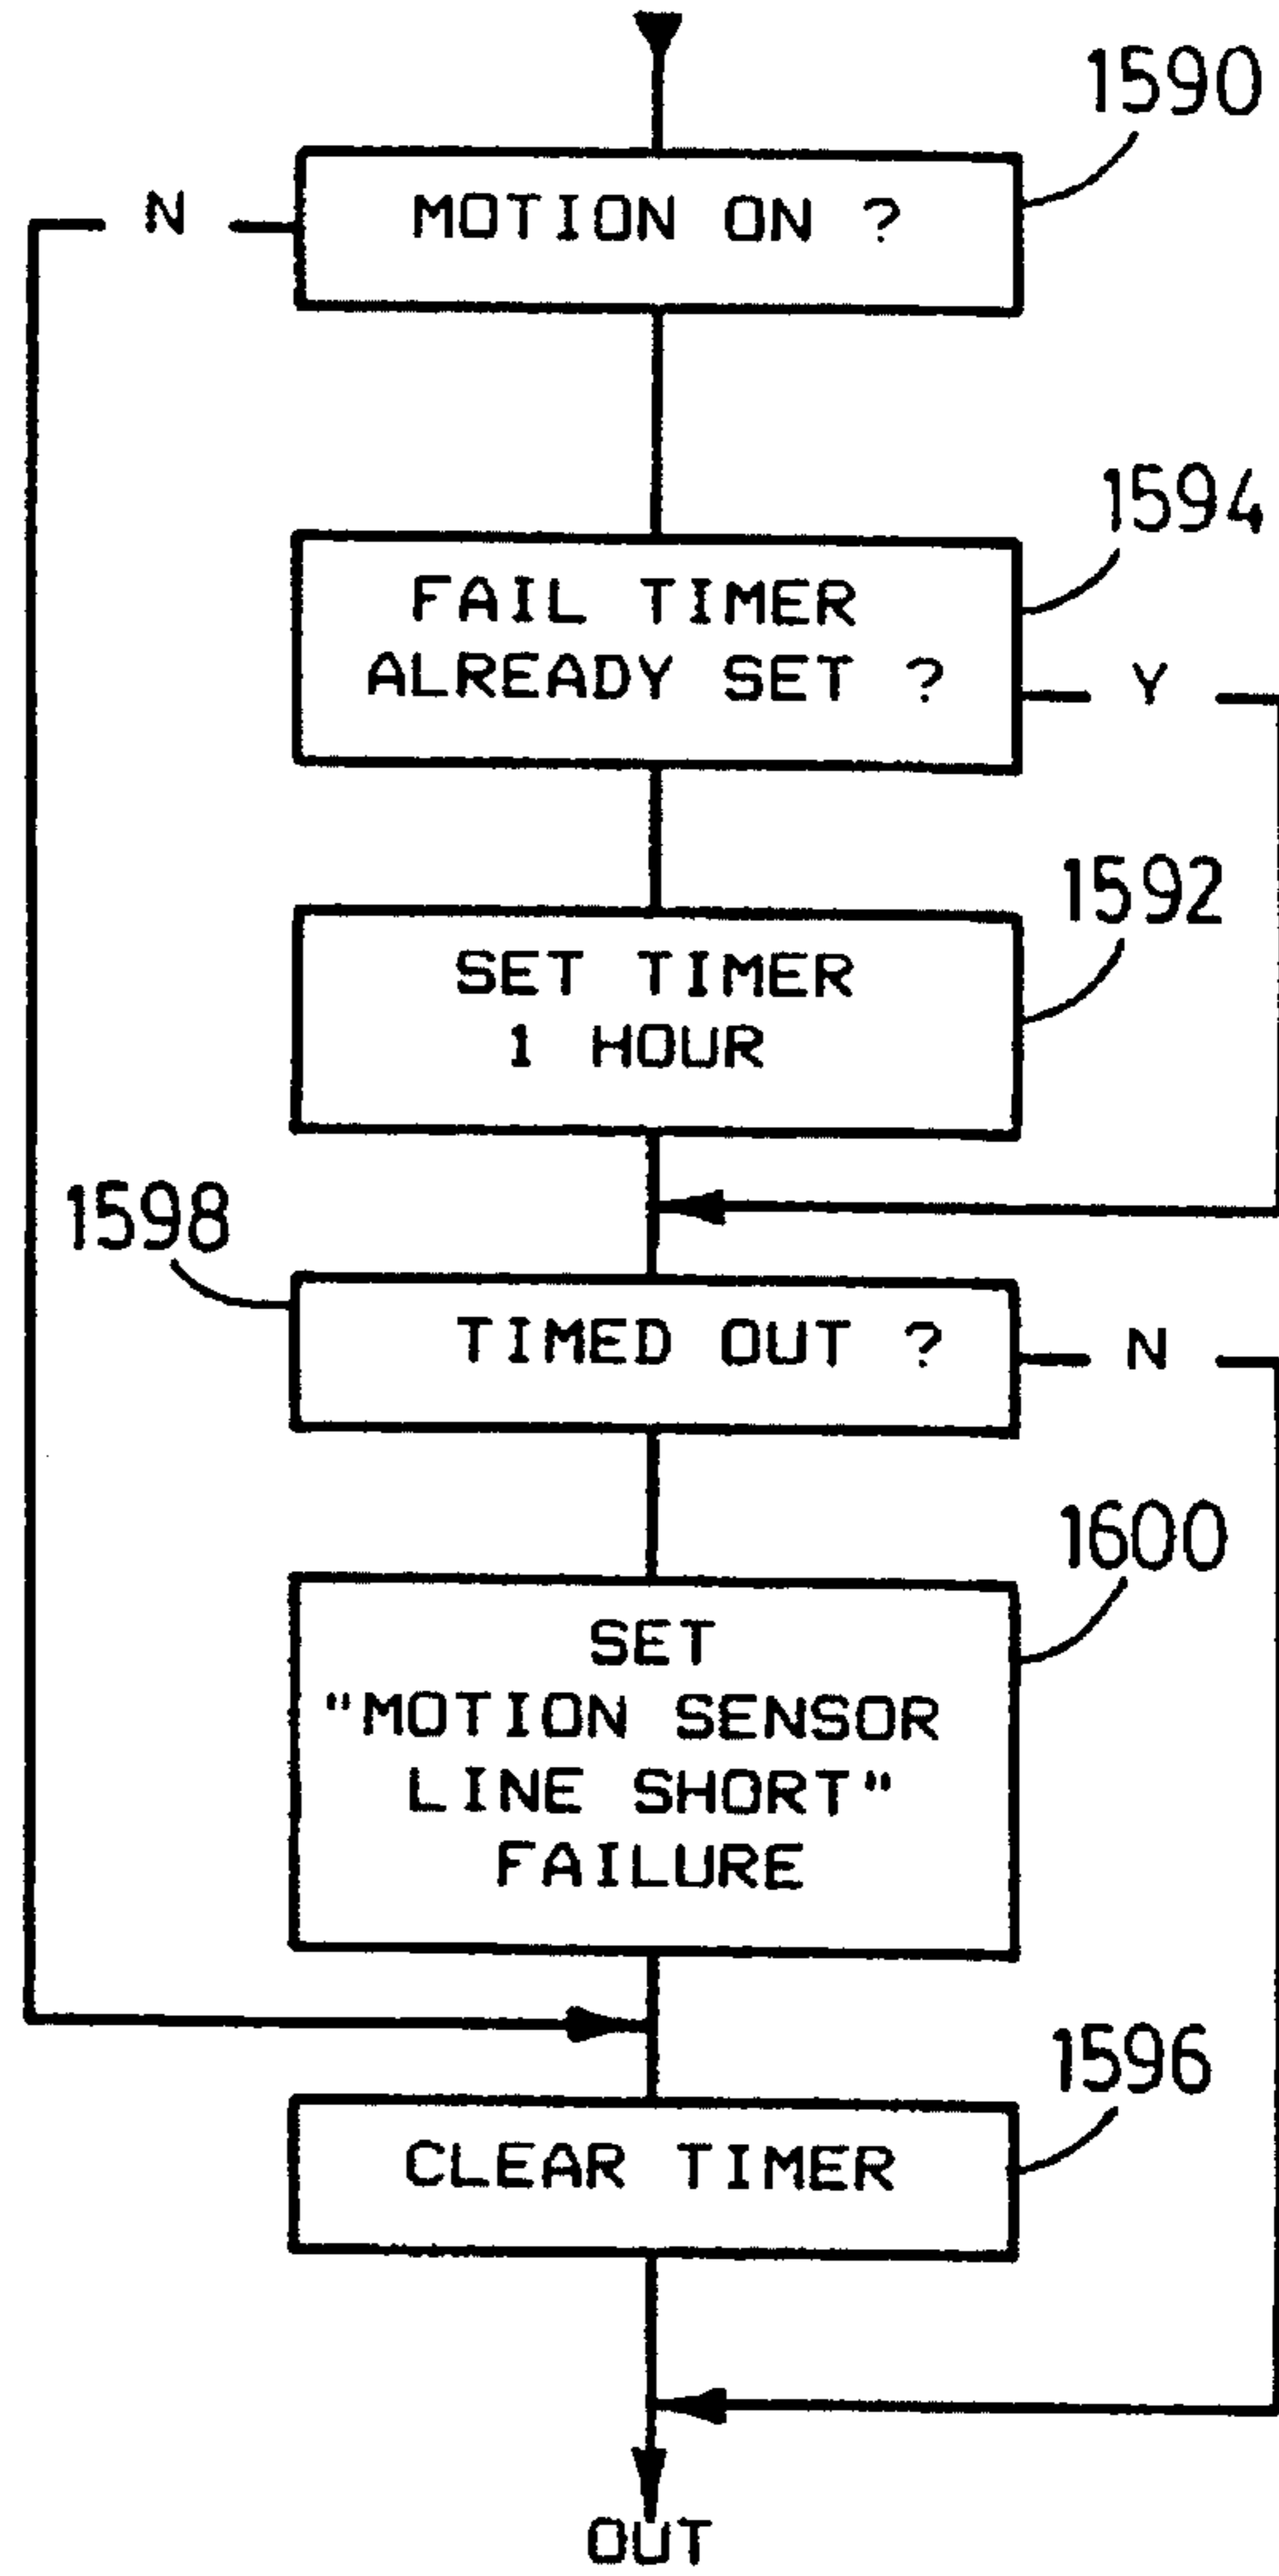 1590
N
MOTION ON ?
1594
FAIL TIMER
ALREADY SET ?
Y
1592
SET TIMER
1 HOUR
1598
TIMED OUT ?
N
1600
SET
"MOTION SENSOR
LINE SHORT"
FAILURE
1596
CLEAR TIMER
OUT